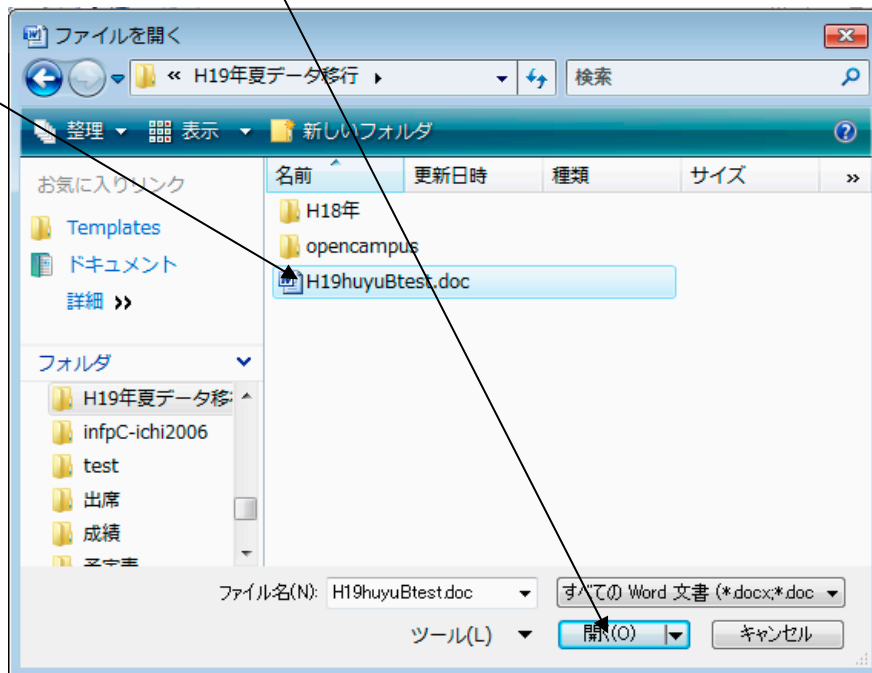 ファイルを開く
« H19年夏データ移行
検索
整理 表示 新しいフォルダ
お気に入りリンク
Templates
ドキュメント
詳細 »
フォルダ
H19年夏データ移
infpC-ichi2006
test
出席
成績
予定表
名前 更新日時 種類 サイズ »
H18年
opencampus
H19huyuBtest.doc
ファイル名(N): H19huyuBtest.doc すべての Word 文書 (*.docx;*.doc
ツール(L) 開く(O) キャンセル